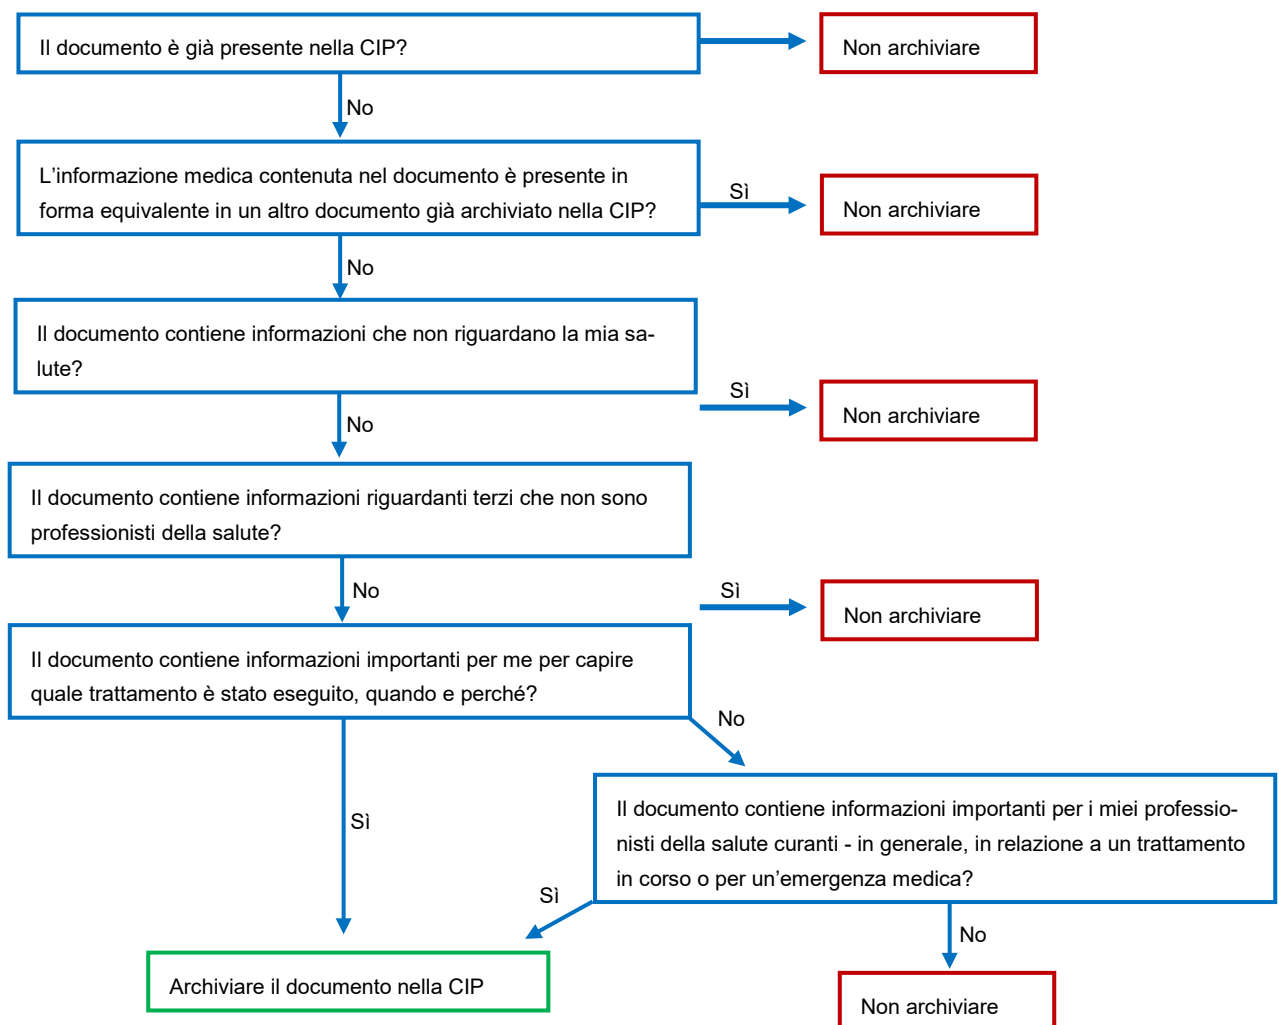 Il documento è già presente nella CIP?
Non archiviare
No
L'informazione medica contenuta nel documento è presente in
forma equivalente in un altro documento già archiviato nella CIP?
Sì
Non archiviare
No
Il documento contiene informazioni che non riguardano la mia sa-
lute?
Sì
Non archiviare
No
Il documento contiene informazioni riguardanti terzi che non sono
professionisti della salute?
No
Sì
Non archiviare
Il documento contiene informazioni importanti per me per capire
quale trattamento è stato eseguito, quando e perché?
No
Sì
Il documento contiene informazioni importanti per i miei professio-
nisti della salute curanti - in generale, in relazione a un trattamento
in corso o per un'emergenza medica?
Sì
No
Archiviare il documento nella CIP
Non archiviare